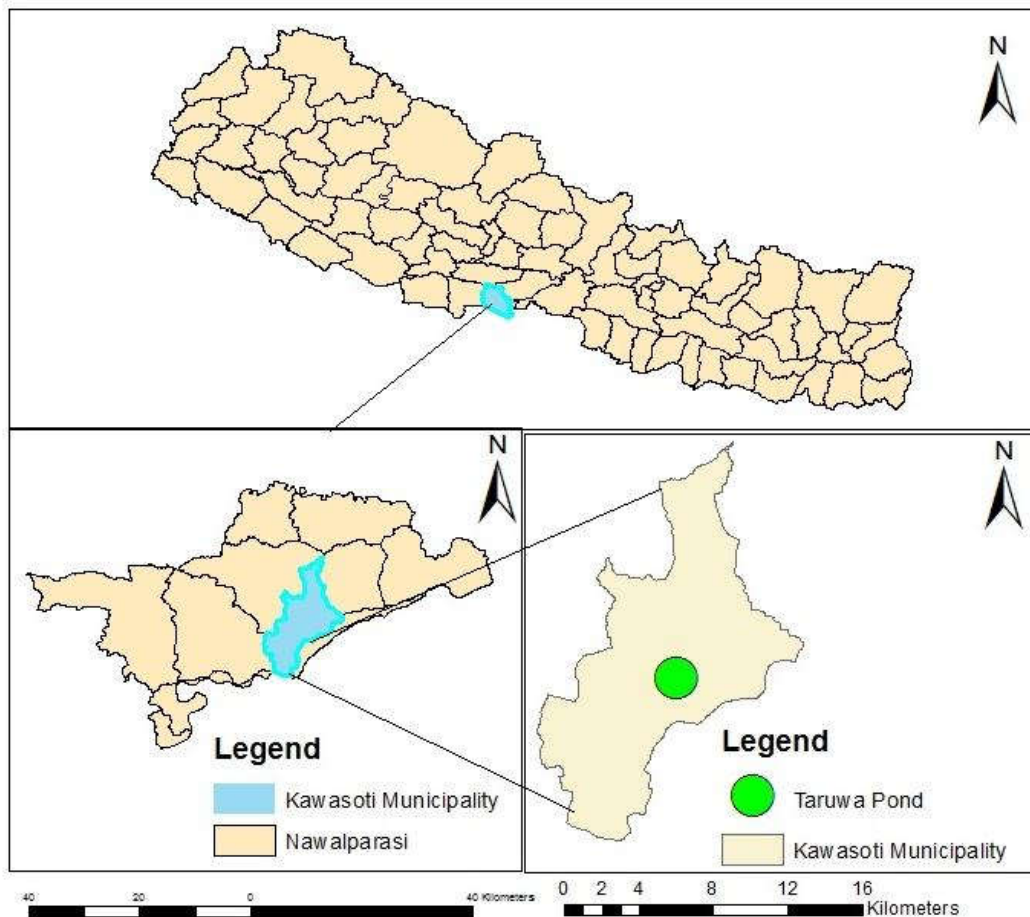 N
N
Legend
Kawasoti Municipality
Nawalparasi
N
Legend
Taruwa Pond
Kawasoti Municipality
40 20 0 40 Kilometers
0 2 4 8 12 16
Kilometers